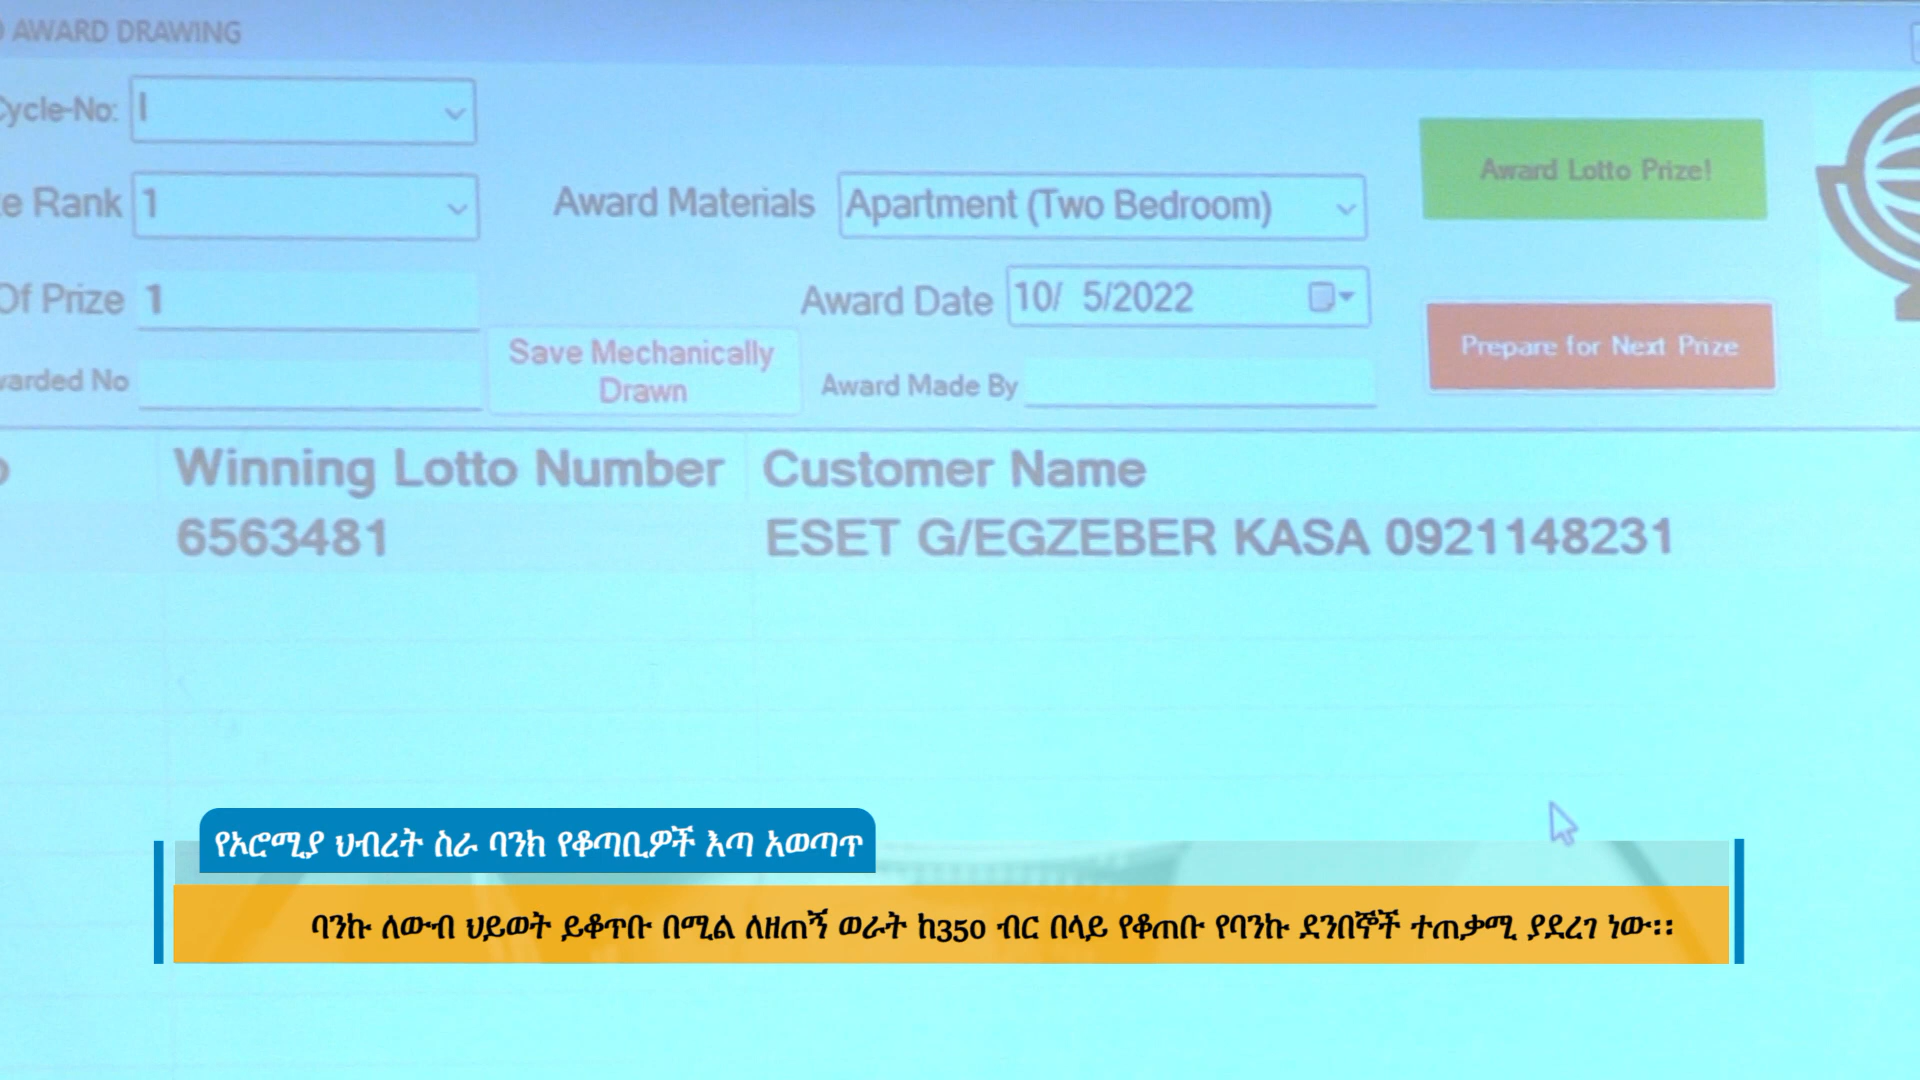 AWARD DRAWING
Cycle-No: I
Rank 1 Award Materials Apartment (Two Bedroom) Award Lotto Prize!
Of Prize 1 Award Date 10/ 5/2022 Prepare for Next Prize
Save Mechanically
Drawn
No Award Made By
Winning Lotto Number Customer Name
6563481 ESET G/EGZEBER KASA 0921148231
የኦሮሚያ ህብረት ስራ ባንክ የቆጣቢዎች እጣ አወጣጥ
ባንኩ ለውብ ህይወት ይቆጥቡ በሚል ለዘጠኝ ወራት ከ350 ብር በላይ የቆጠቡ የባንኩ ደንበኞች ተጠቃሚ ያደረገ ነው፡፡